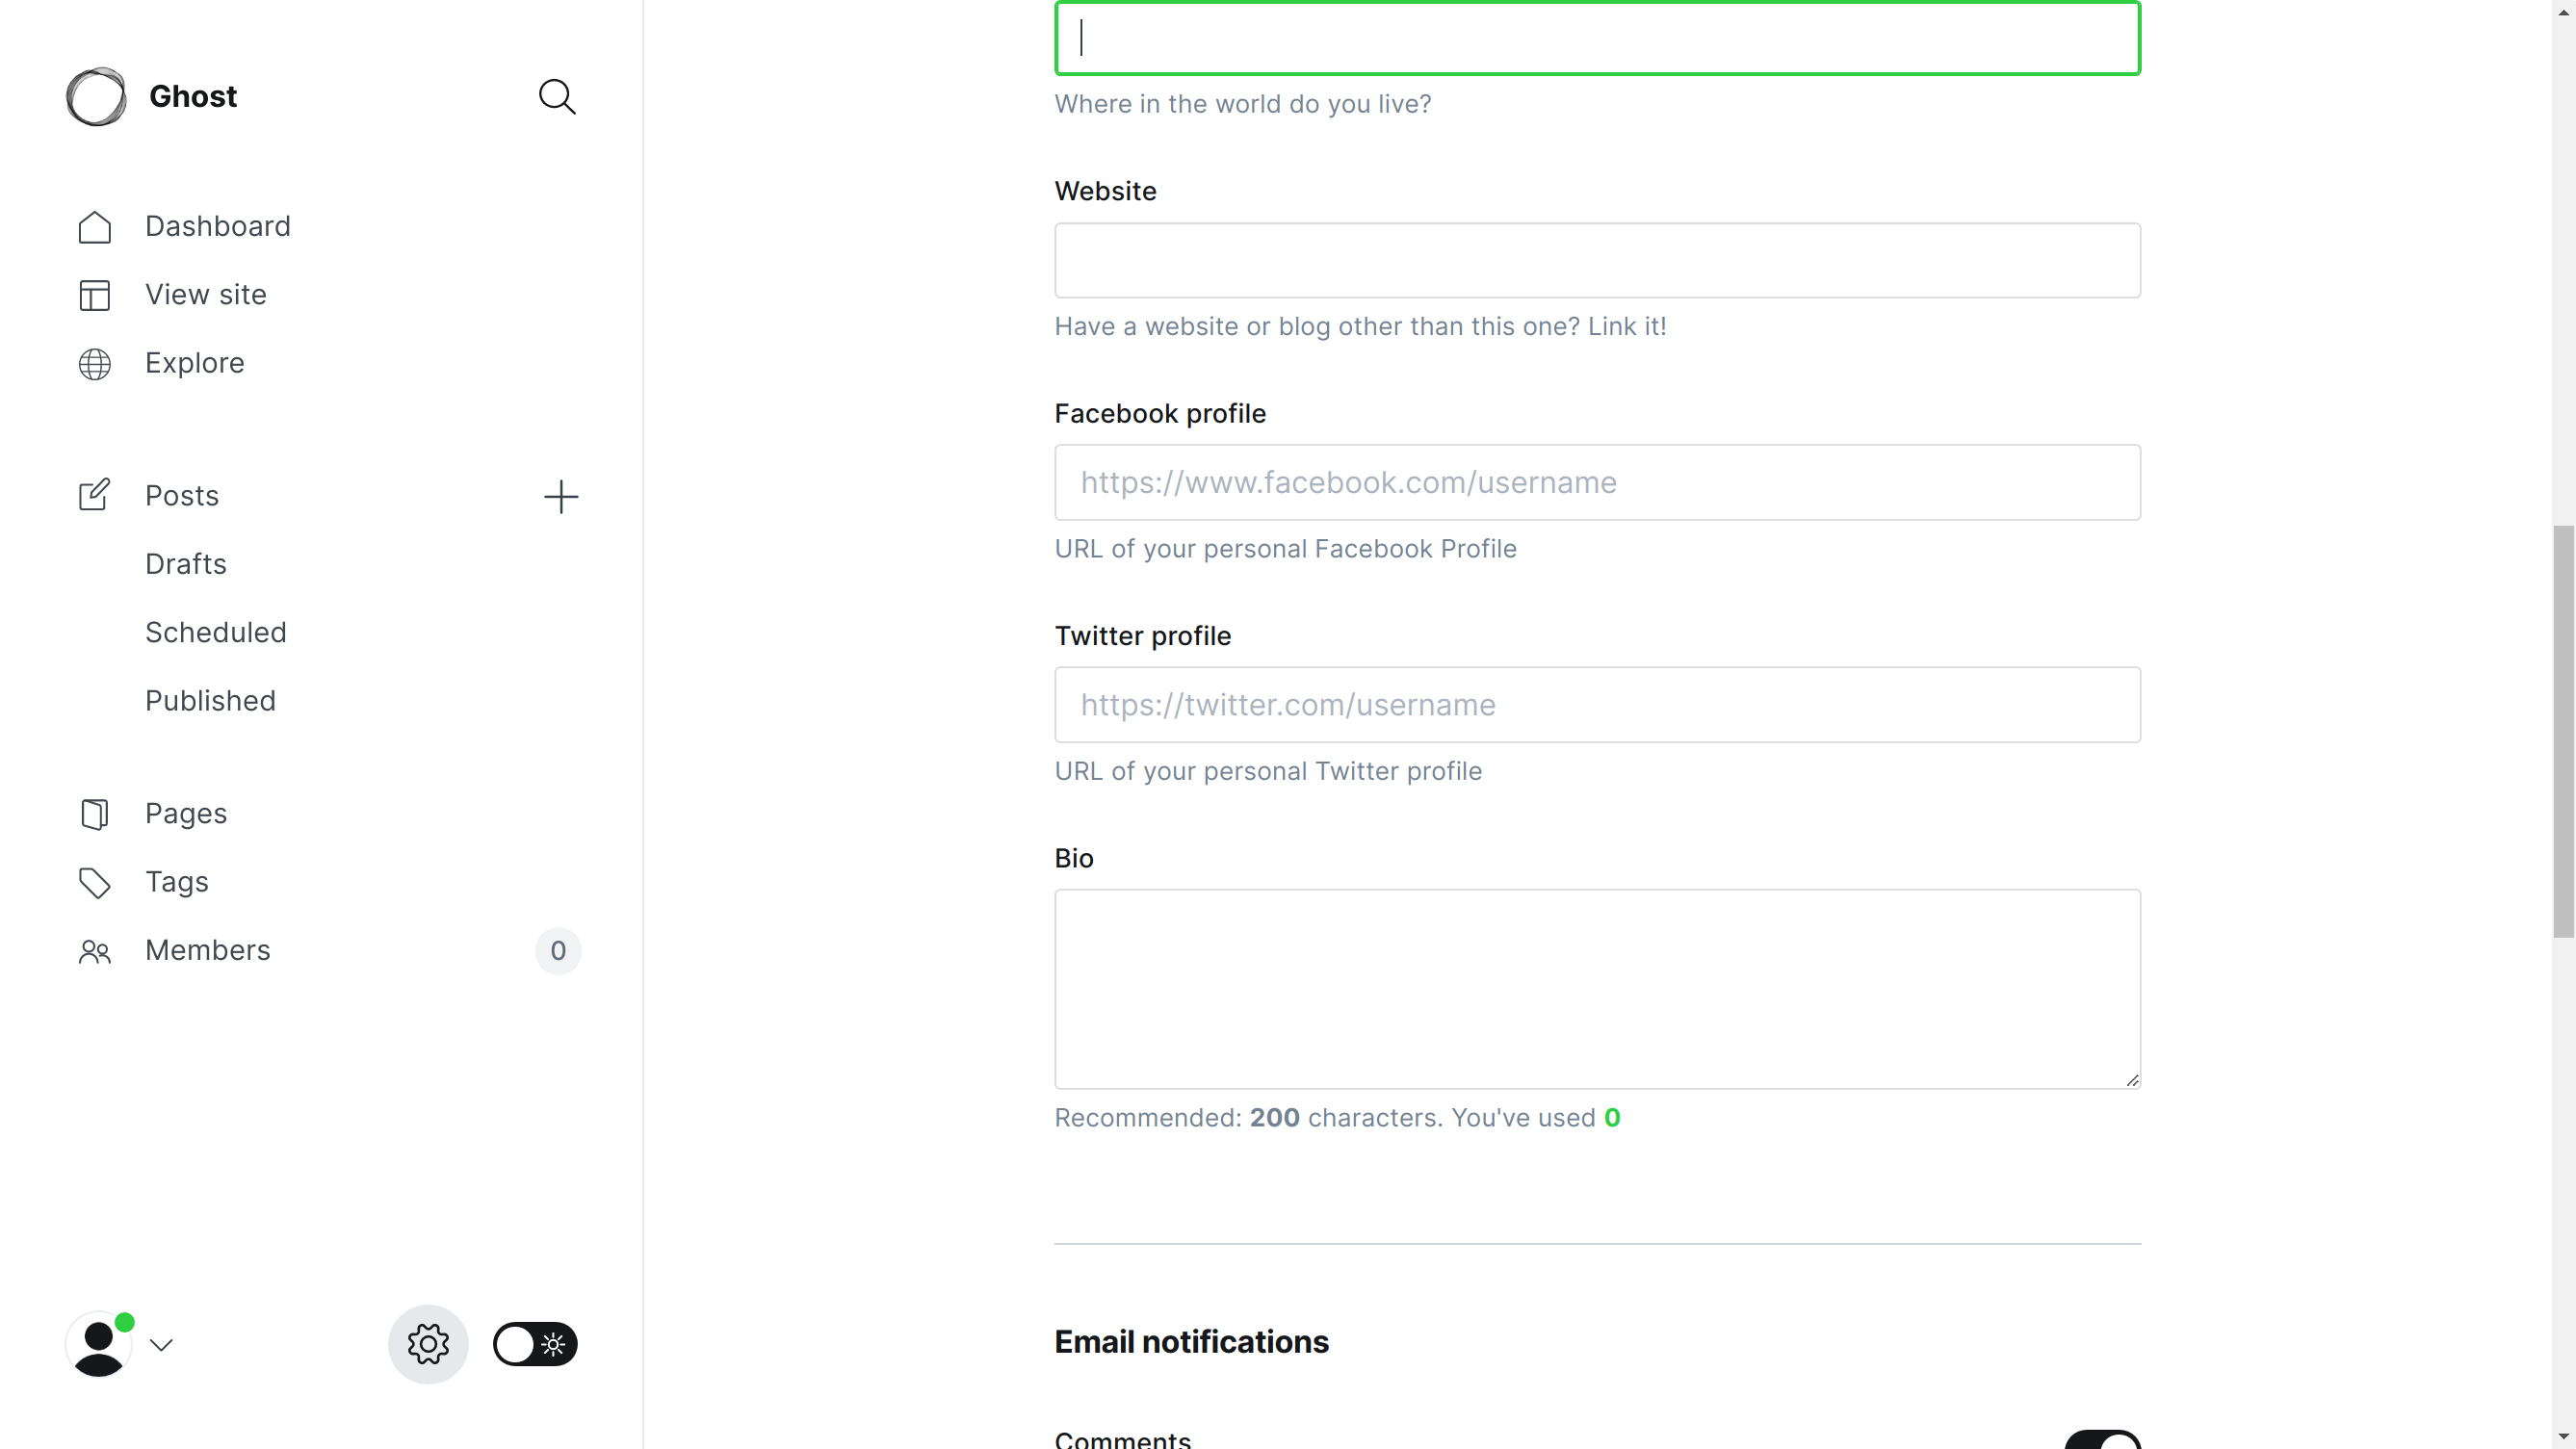 Ghost
Dashboard
View site
Explore
Posts
Drafts
Scheduled
Published
Pages
Tags
Members
0
Where in the world do you live?
Website
Have a website or blog other than this one? Link it!
Facebook profile
https://www.facebook.com/username
URL of your personal Facebook Profile
Twitter profile
https://twitter.com/username
URL of your personal Twitter profile
Bio
Recommended: 200 characters. You've used 0
Email notifications
Comments